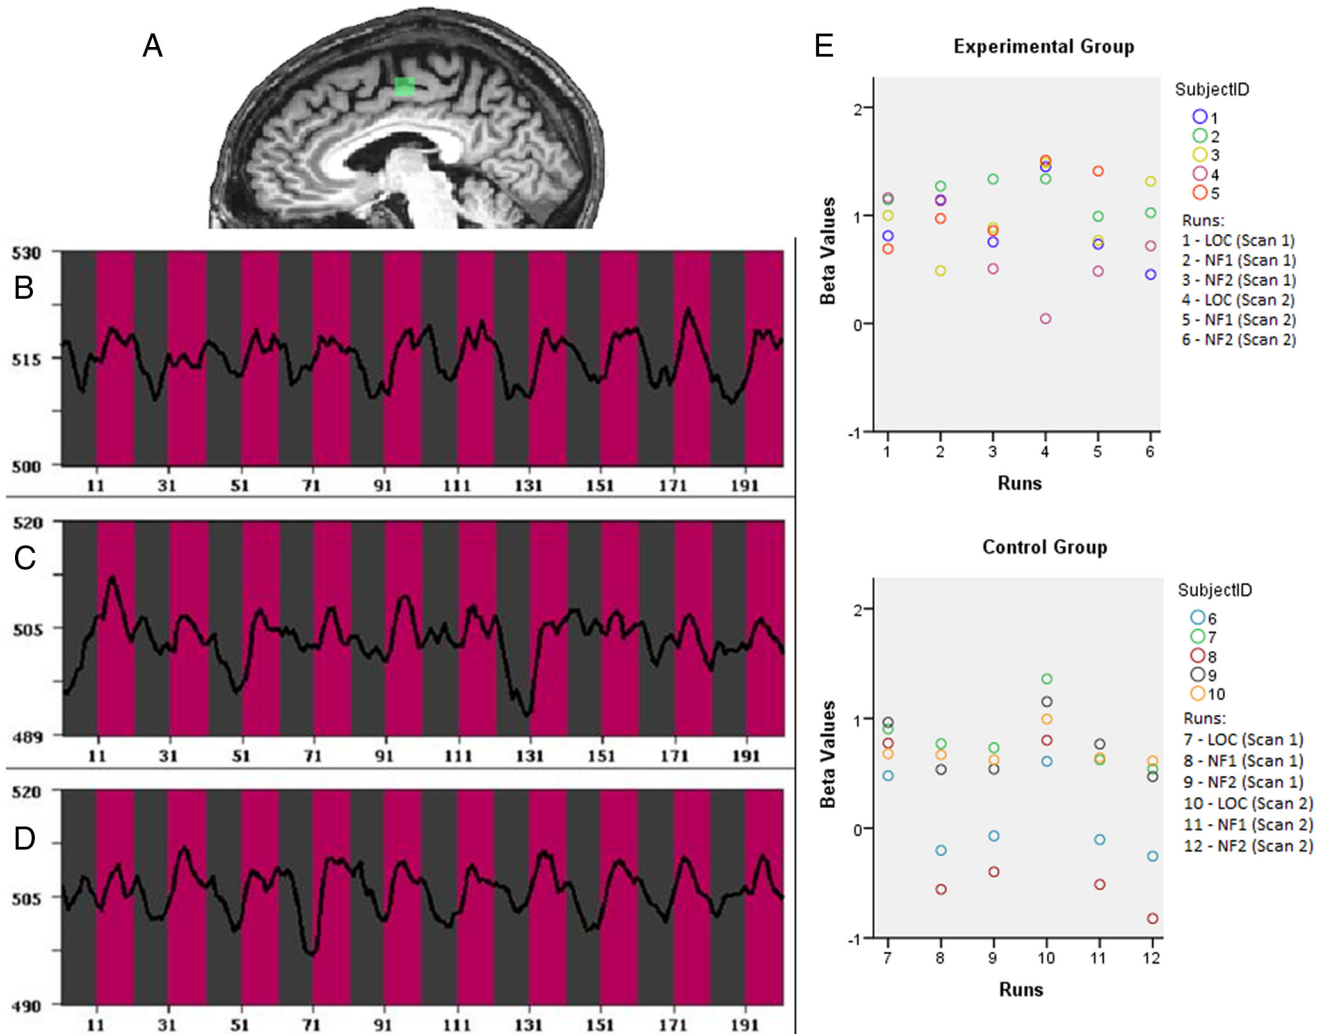 A
B
530
515
500
11 31 51 71 91 111 131 151 171 191
C
520
505
489
11 31 51 71 91 111 131 151 171 191
D
520
505
490
11 31 51 71 91 111 131 151 171 191
E
Experimental Group
Beta Values
2
1
0
-1
1 2 3 4 5 6
Runs
SubjectID
1
2
3
4
5
Runs:
1 - LOC (Scan 1)
2 - NF1 (Scan 1)
3 - NF2 (Scan 1)
4 - LOC (Scan 2)
5 - NF1 (Scan 2)
6 - NF2 (Scan 2)
Control Group
Beta Values
2
1
0
-1
7 8 9 10 11 12
Runs
SubjectID
6
7
8
9
10
Runs:
7 - LOC (Scan 1)
8 - NF1 (Scan 1)
9 - NF2 (Scan 1)
10 - LOC (Scan 2)
11 - NF1 (Scan 2)
12 - NF2 (Scan 2)